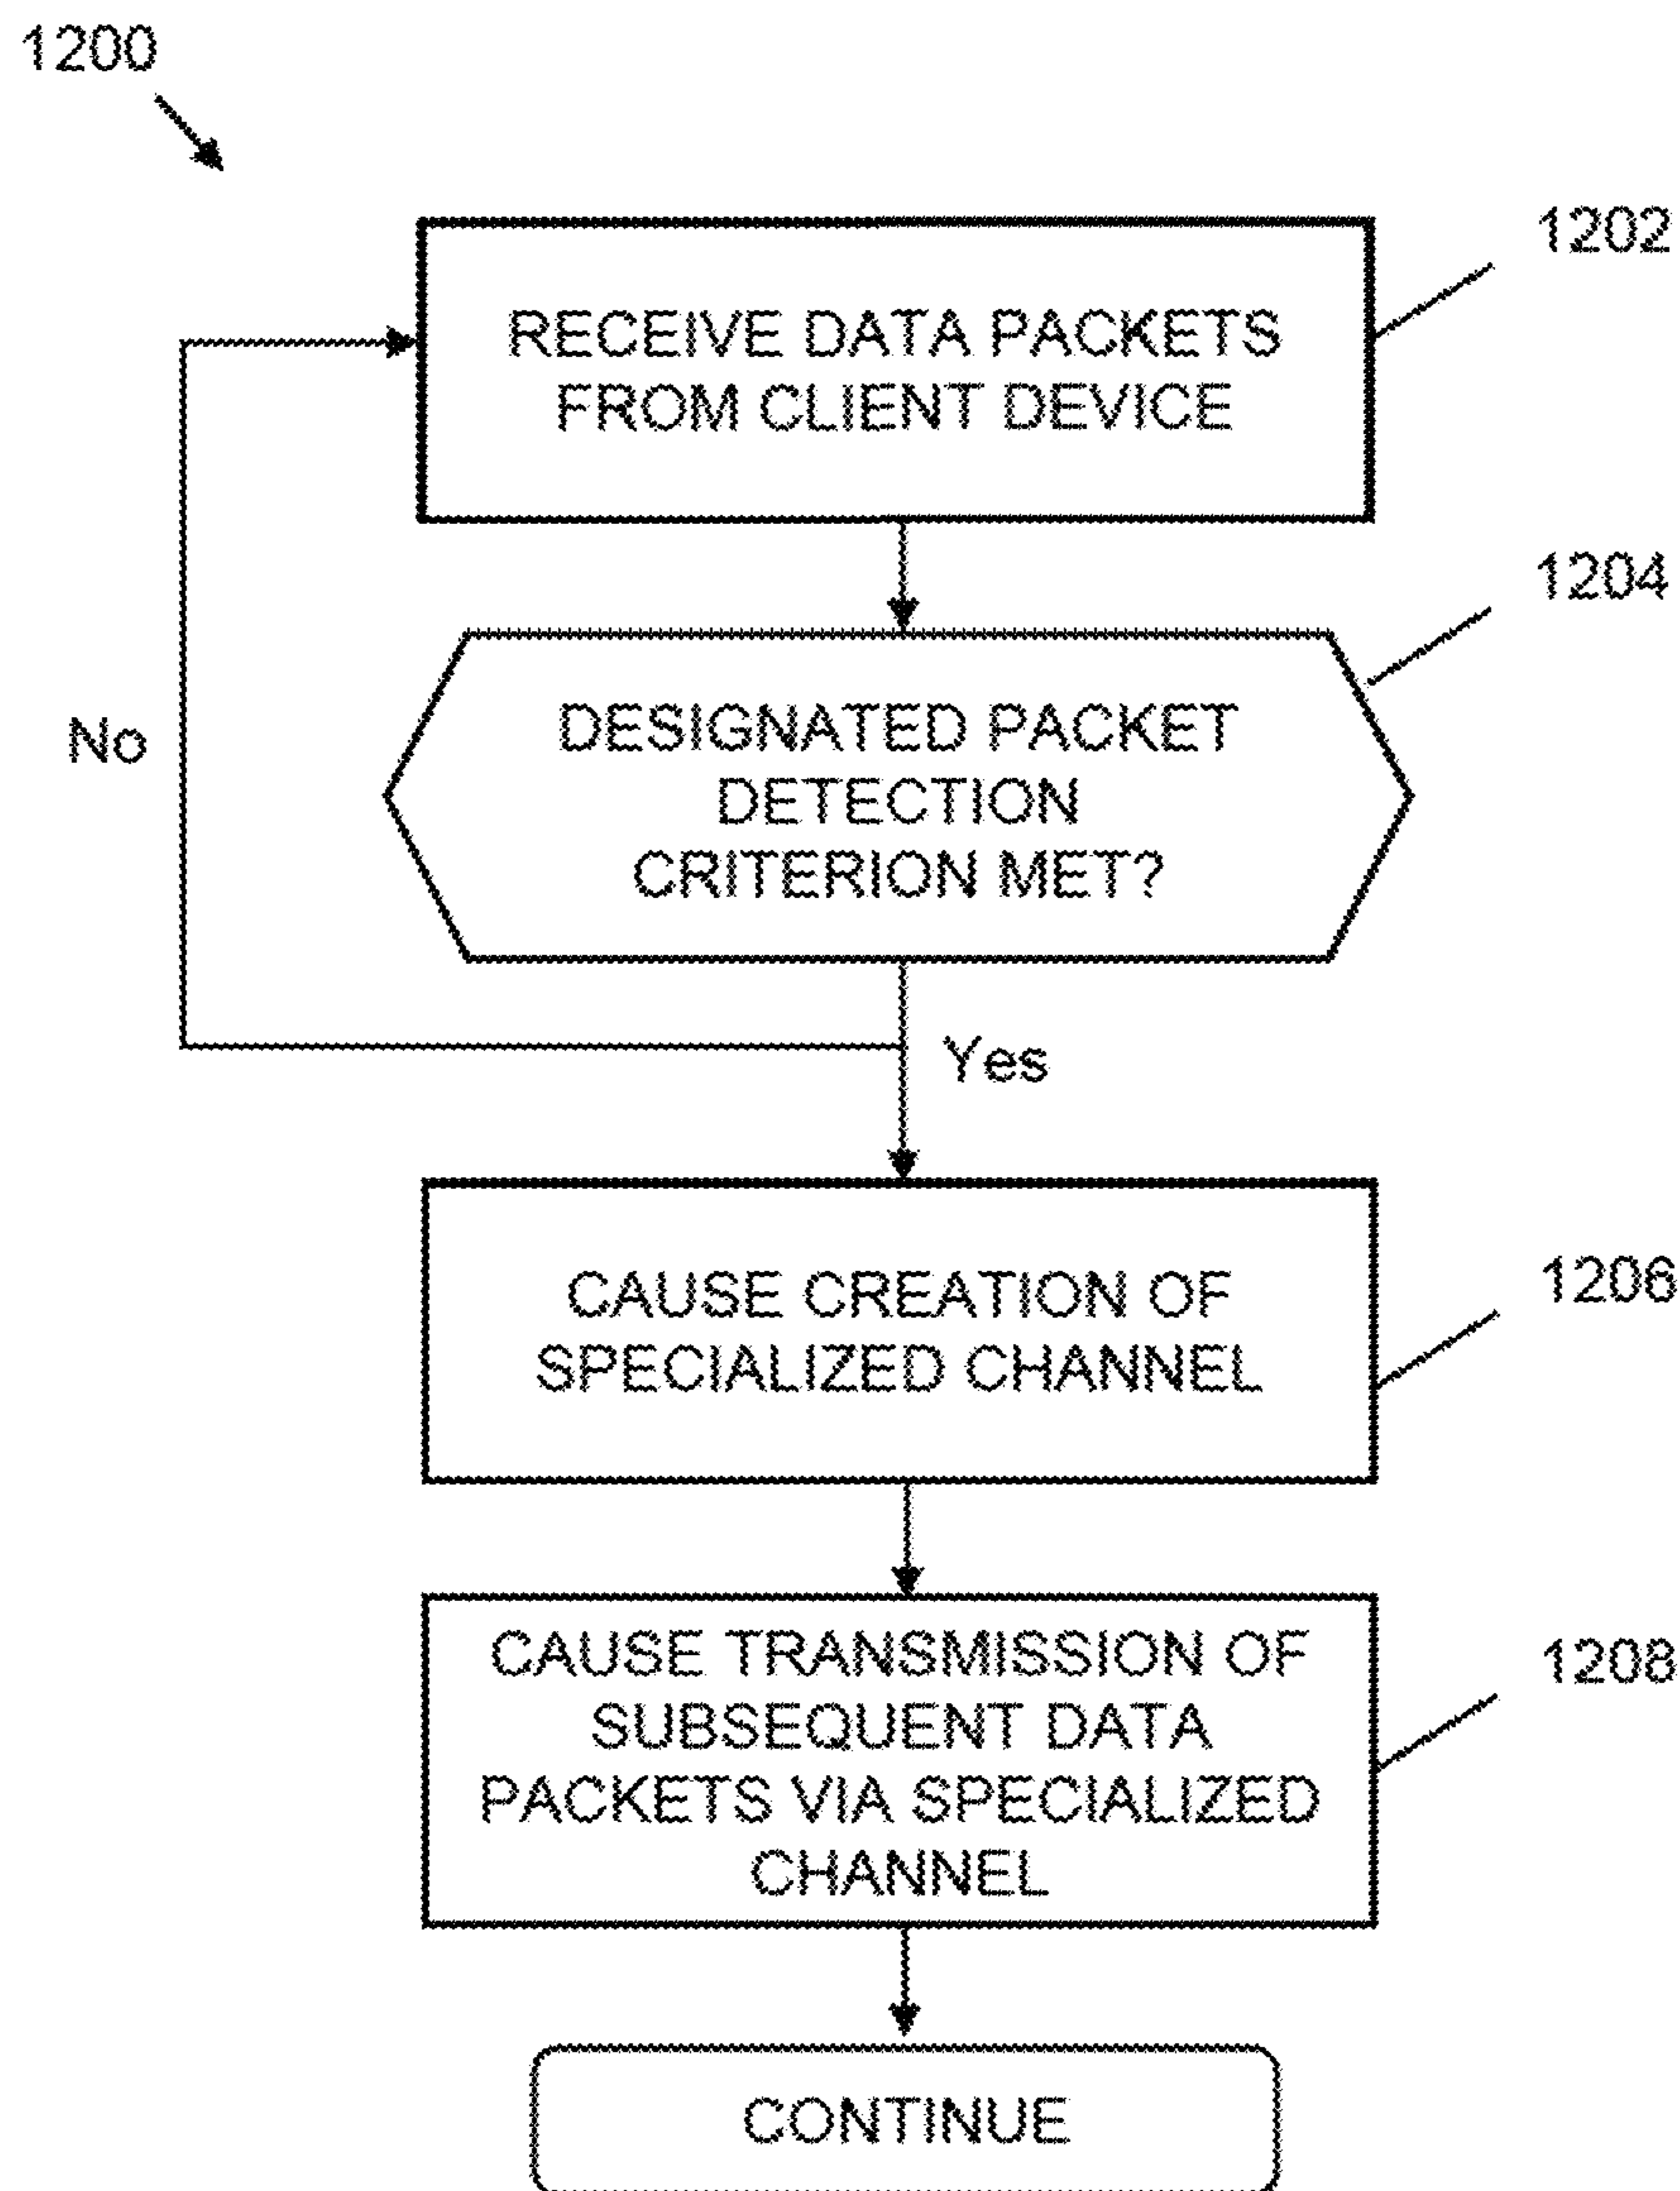 1200
1202
RECEIVE DATA PACKETS
FROM CLIENT DEVICE
1204
DESIGNATED PACKET
DETECTION
CRITERION MET?
No
Yes
1206
CAUSE CREATION OF
SPECIALIZED CHANNEL
1208
CAUSE TRANSMISSION OF
SUBSEQUENT DATA
PACKETS VIA SPECIALIZED
CHANNEL
CONTINUE